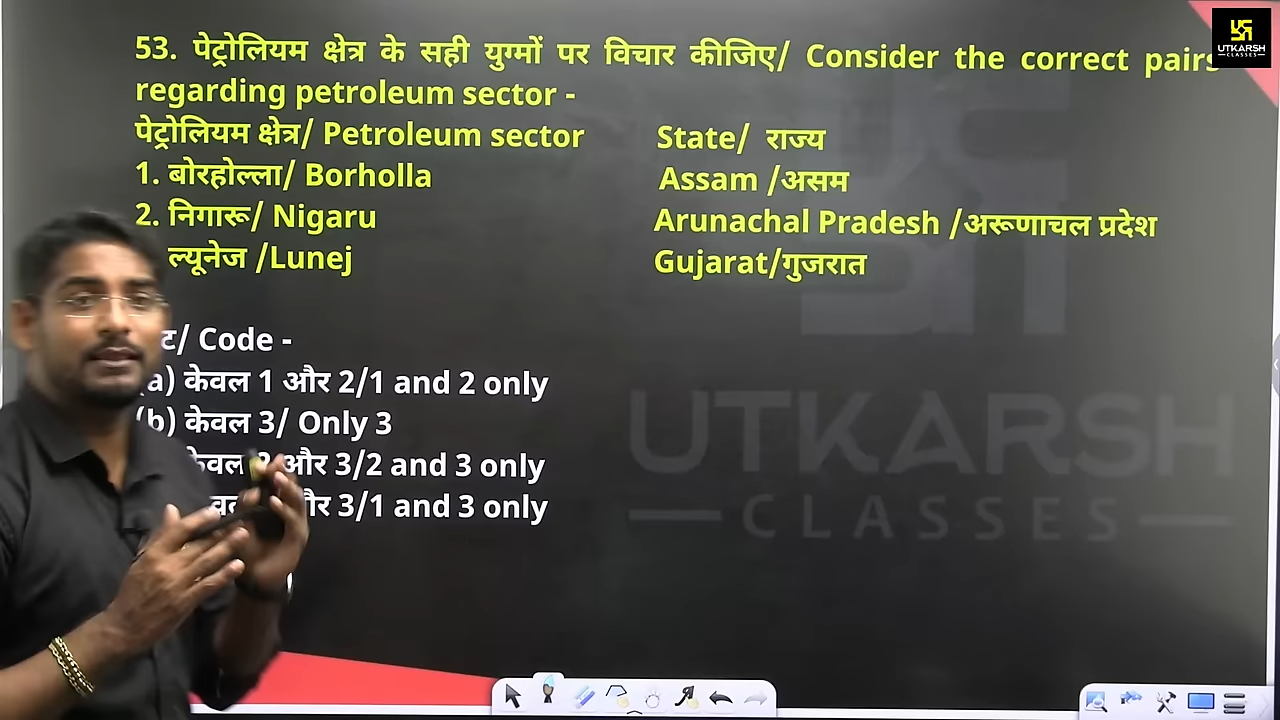 53. पेट्रोलियम क्षेत्र के सही युग्मों पर विचार कीजिए/ Consider the correct pairs
regarding petroleum sector -
पेट्रोलियम क्षेत्र/ Petroleum sector State/ राज्य
1. बोरहोल्ला/ Borholla Assam /असम
2. निगारू/ Nigaru Arunachal Pradesh /अरूणाचल प्रदेश
ल्यूनेज /Lunej Gujarat/गुजरात
Code -
(a) केवल 1 और 2/1 and 2 only
(b) केवल 3/ Only 3
और 3/2 and 3 only
3/1 and 3 only
UTKARSH
CLASSES
UTKARSH
CLASSES